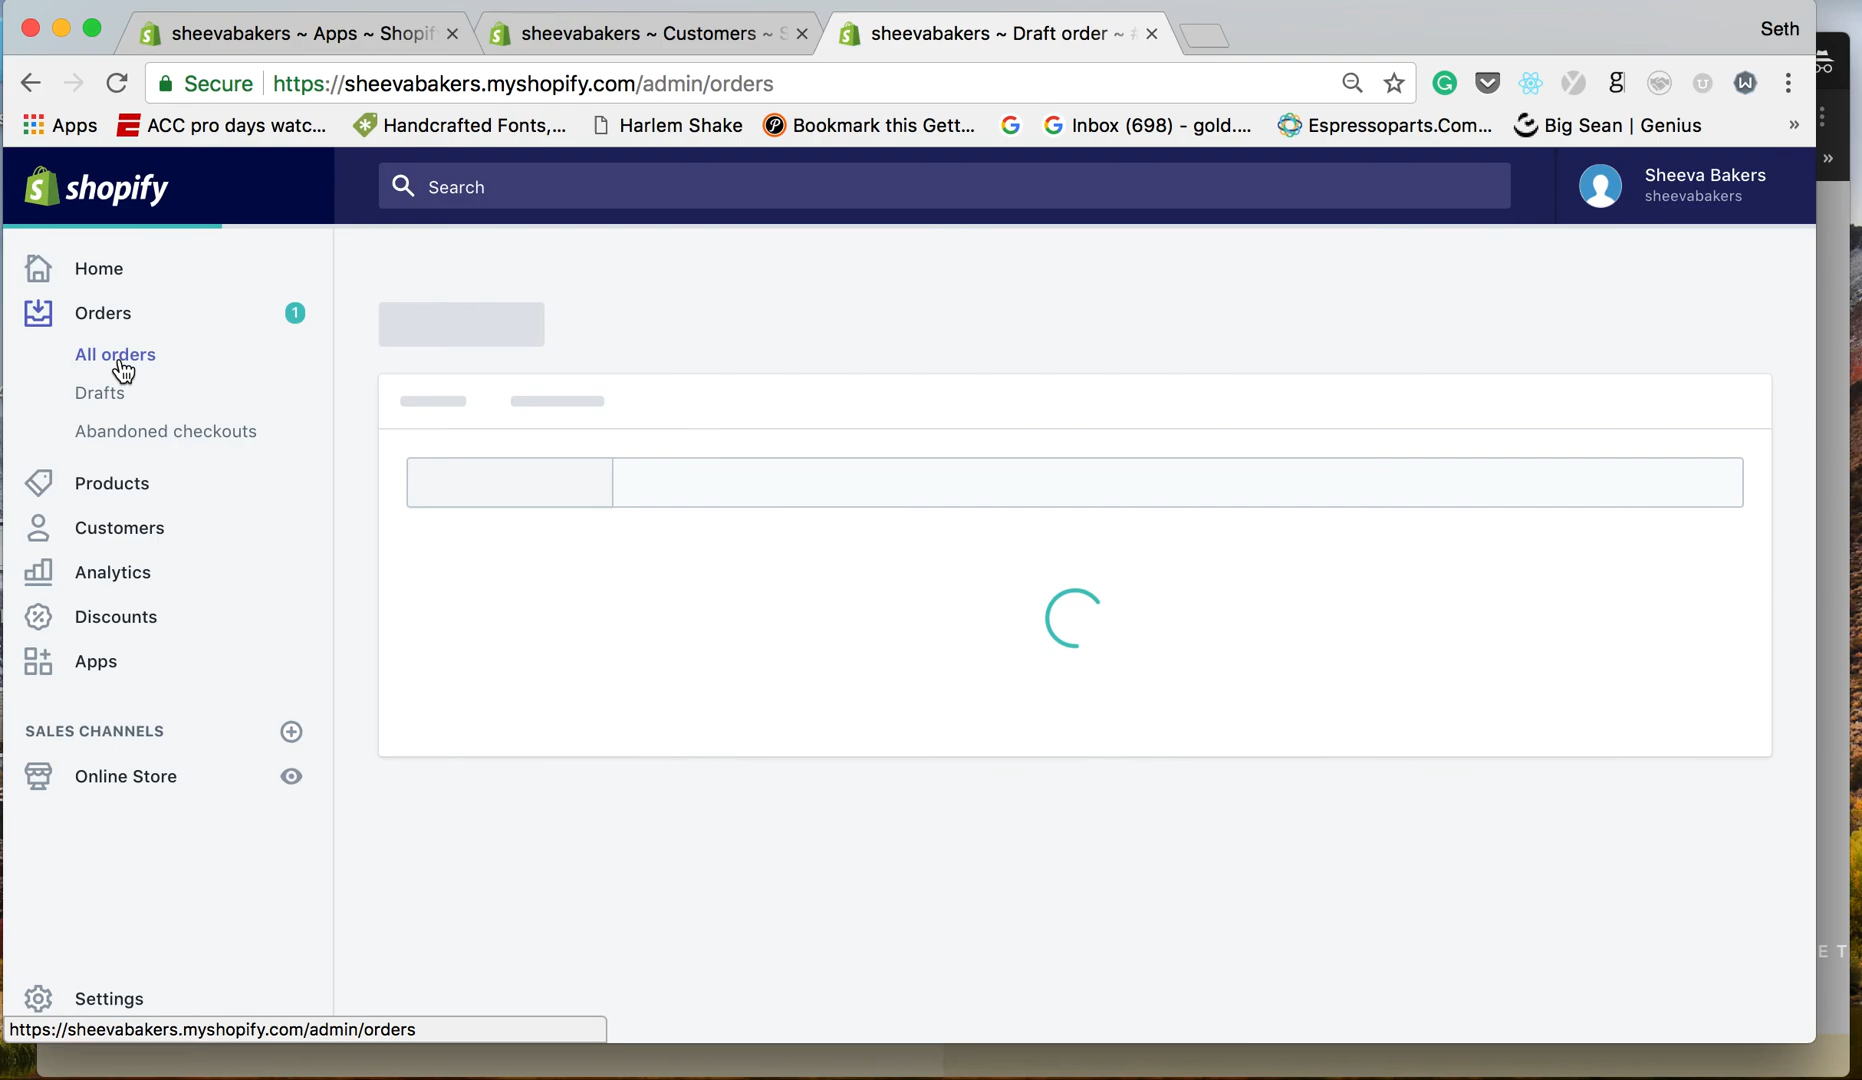 sheevabakers ~ Apps ~ Shopif
sheevabakers ~ Customers ~ S
sheevabakers ~ Draft order ~ #
Seth
Secure
https://sheevabakers.myshopify.com/admin/orders
Apps
ACC pro days watc...
Handcrafted Fonts,...
Harlem Shake
Bookmark this Gett...
Inbox (698) - gold....
Espressoparts.Com...
Big Sean | Genius
»
»
shopify
Search
Sheeva Bakers
sheevabakers
Home
Orders
1
All orders
Drafts
Abandoned checkouts
Products
Customers
Analytics
Discounts
Apps
SALES CHANNELS
Online Store
E T
Settings
https://sheevabakers.myshopify.com/admin/orders